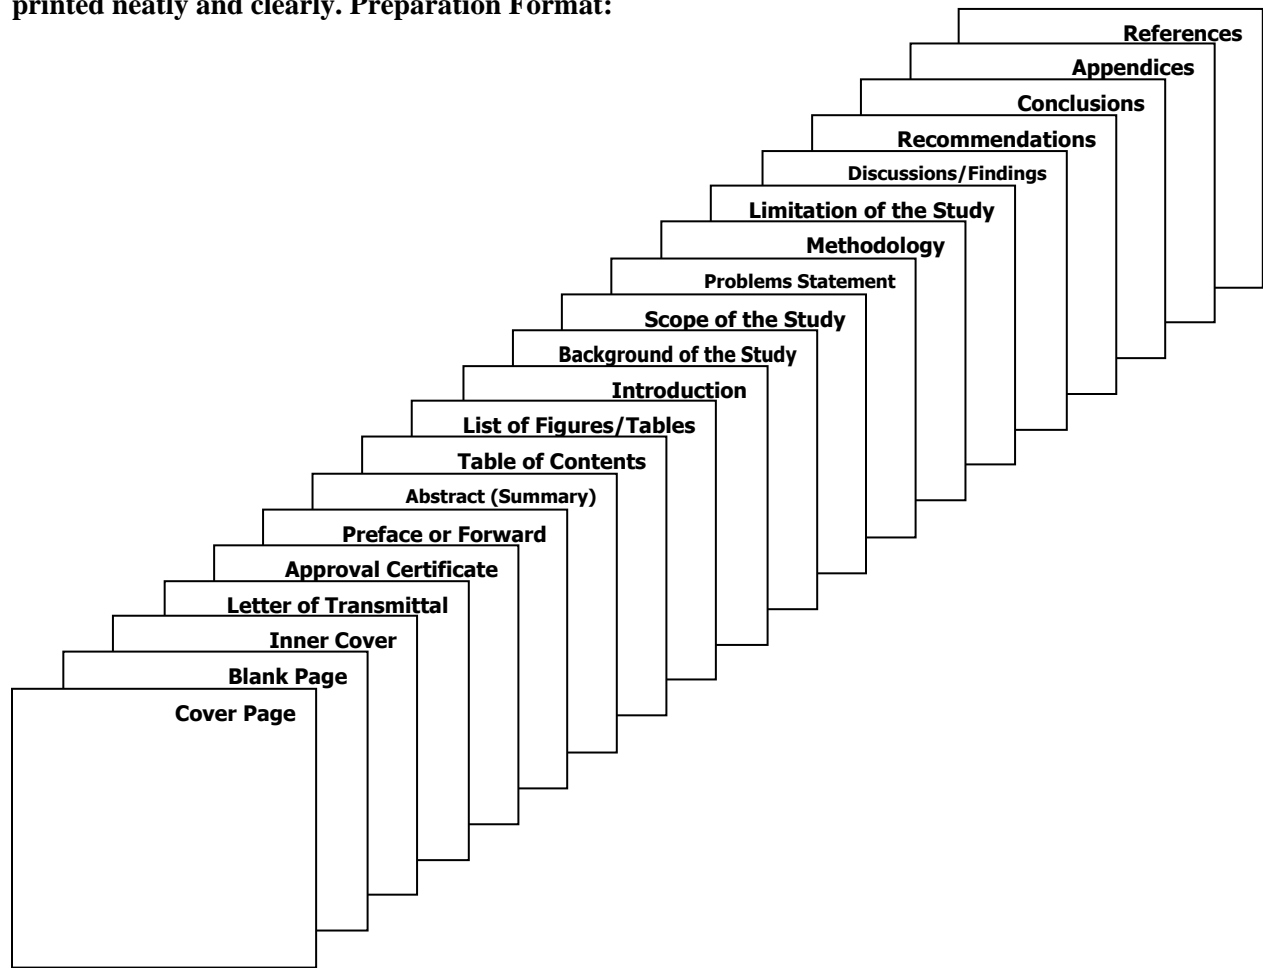 printed neatly and clearly. Preparation Format:
References
Appendices
Conclusions
Recommendations
Discussions/Findings
Limitation of the Study
Methodology
Problems Statement
Scope of the Study
Background of the Study
Introduction
List of Figures/Tables
Table of Contents
Abstract (Summary)
Preface or Forward
Approval Certificate
Letter of Transmittal
Inner Cover
Blank Page
Cover Page